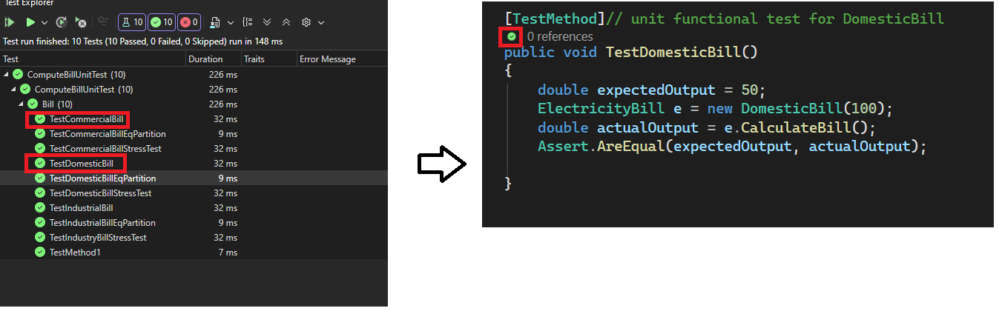 Test Explorer
10 10 0
Test run finished: 10 Tests (10 Passed, 0 Failed, 0 Skipped) run in 148 ms
Test Duration Traits Error Message
ComputeBillUnitTest (10) 226 ms
ComputeBillUnitTest (10) 226 ms
Bill (10) 226 ms
TestCommercialBill 32 ms
TestCommercialBillEqPartition 9 ms
TestCommercialBillStressTest 32 ms
TestDomesticBill 32 ms
TestDomesticBillEqPartition 9 ms
TestDomesticBillStressTest 32 ms
TestIndustrialBill 32 ms
TestIndustrialBillEqPartition 9 ms
TestIndustryBillStressTest 32 ms
TestMethod1 7 ms
[TestMethod]// unit functional test for DomesticBill
0 references
public void TestDomesticBill()
{
double expectedOutput = 50;
ElectricityBill e = new DomesticBill(100);
double actualOutput = e.CalculateBill();
Assert.AreEqual(expectedOutput, actualOutput);
}